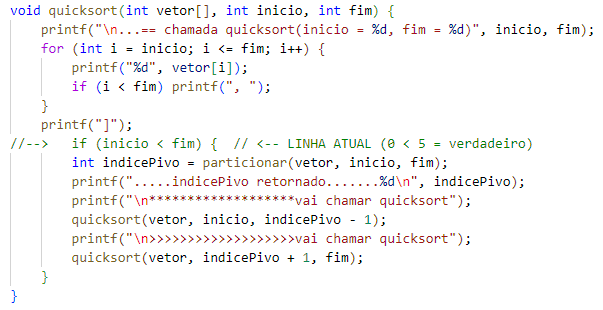 void quicksort(int vetor[], int inicio, int fim) {
    printf("\n...== chamada quicksort(inicio = %d, fim = %d)", inicio, fim);
    for (int i = inicio; i <= fim; i++) {
        printf("%d", vetor[i]);
        if (i < fim) printf(", ");
    }
    printf("]");
//-->   if (inicio < fim) {  // <-- LINHA ATUAL (0 < 5 = verdadeiro)
        int indicePivo = particionar(vetor, inicio, fim);
        printf(".....indicePivo retornado.......%d\n", indicePivo);
        printf("\n*******************vai chamar quicksort");
        quicksort(vetor, inicio, indicePivo - 1);
        printf("\n>>>>>>>>>>>>>>>>>>>vai chamar quicksort");
        quicksort(vetor, indicePivo + 1, fim);
    }
}